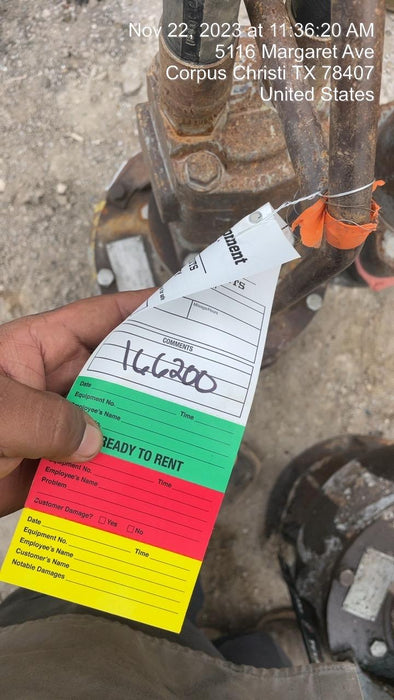 Nov 22, 2023 at 11:36:20 AM
5116 Margaret Ave
Corpus Christi TX 78407
United States
Mileage/Hours
COMMENTS
166200
Date
Equipment No. Time
Employee's Name
READY TO RENT
Equipment No. Time
Employee's Name
Problem
Customer Damage? Yes No
Date
Equipment No. Time
Employee's Name
Customer's Name
Notable Damages